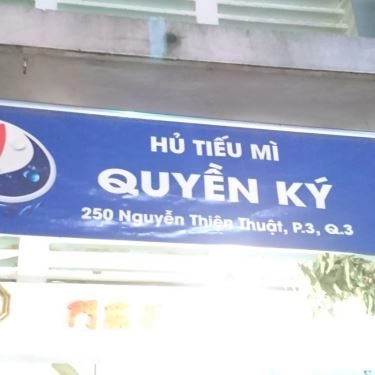 HỦ TIẾU MÌ
QUYỀN KÝ
250 Nguyễn Thiện Thuật, P.3, Q.3